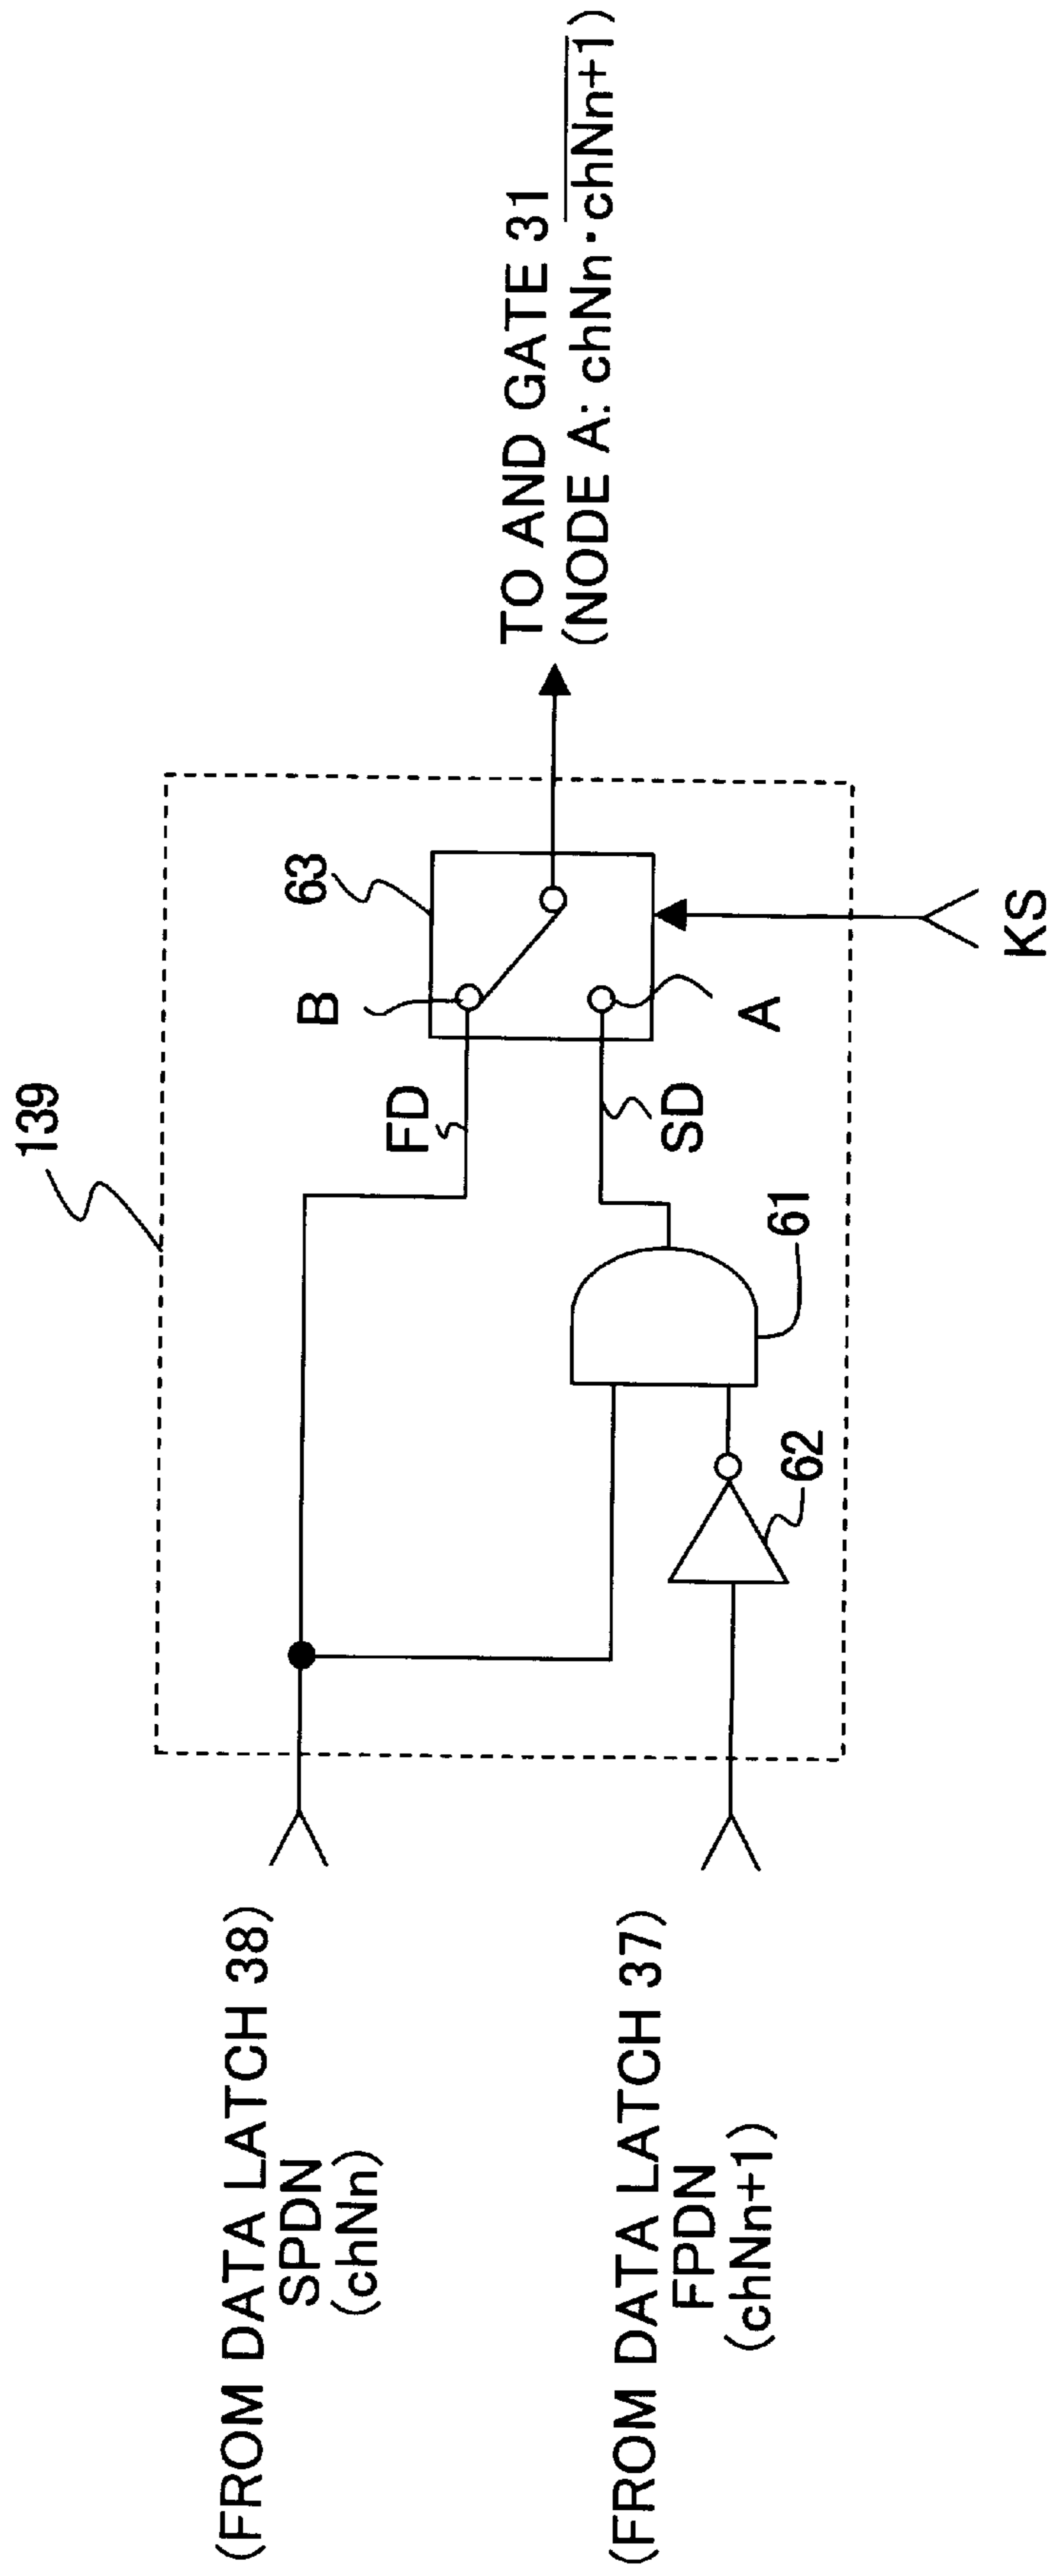 139
63
B
FD
TO AND GATE 31
(NODE A: chNn·c̅h̅N̅n̅+̅1̅)
A
SD
61
62
KS
(FROM DATA LATCH 38)
SPDN
(chNn)
(FROM DATA LATCH 37)
FPDN
(chNn+1)